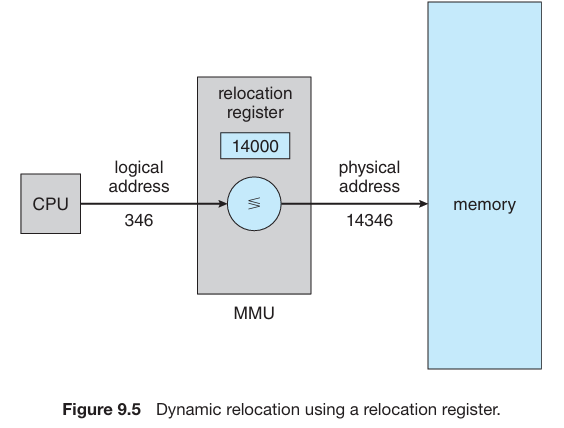 relocation
register
14000
logical
address
physical
address
CPU
≶
memory
346
14346
MMU
Figure 9.5 Dynamic relocation using a relocation register.